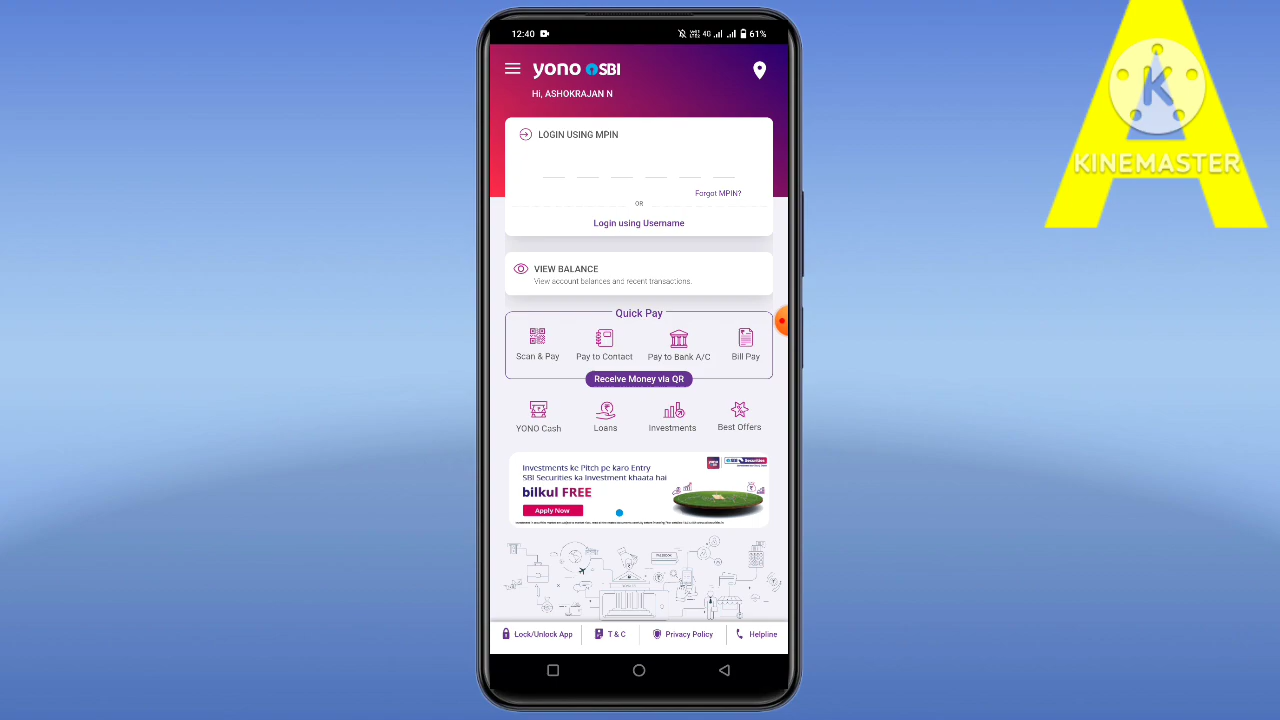 12:40
4G
61%
yono SBI
Hi, ASHOKRAJAN N
LOGIN USING MPIN
Forgot MPIN?
OR
Login using Username
VIEW BALANCE
View account balances and recent transactions.
Quick Pay
Scan & Pay
Pay to Contact
Pay to Bank A/C
Bill Pay
Receive Money via QR
YONO Cash
Loans
Investments
Best Offers
Investments ke Pitch pe karo Entry
SBI Securities ka Investment khaata hai
bilkul FREE
Apply Now
Securities
Lock/Unlock App
T & C
Privacy Policy
Helpline
A
K
KINEMASTER